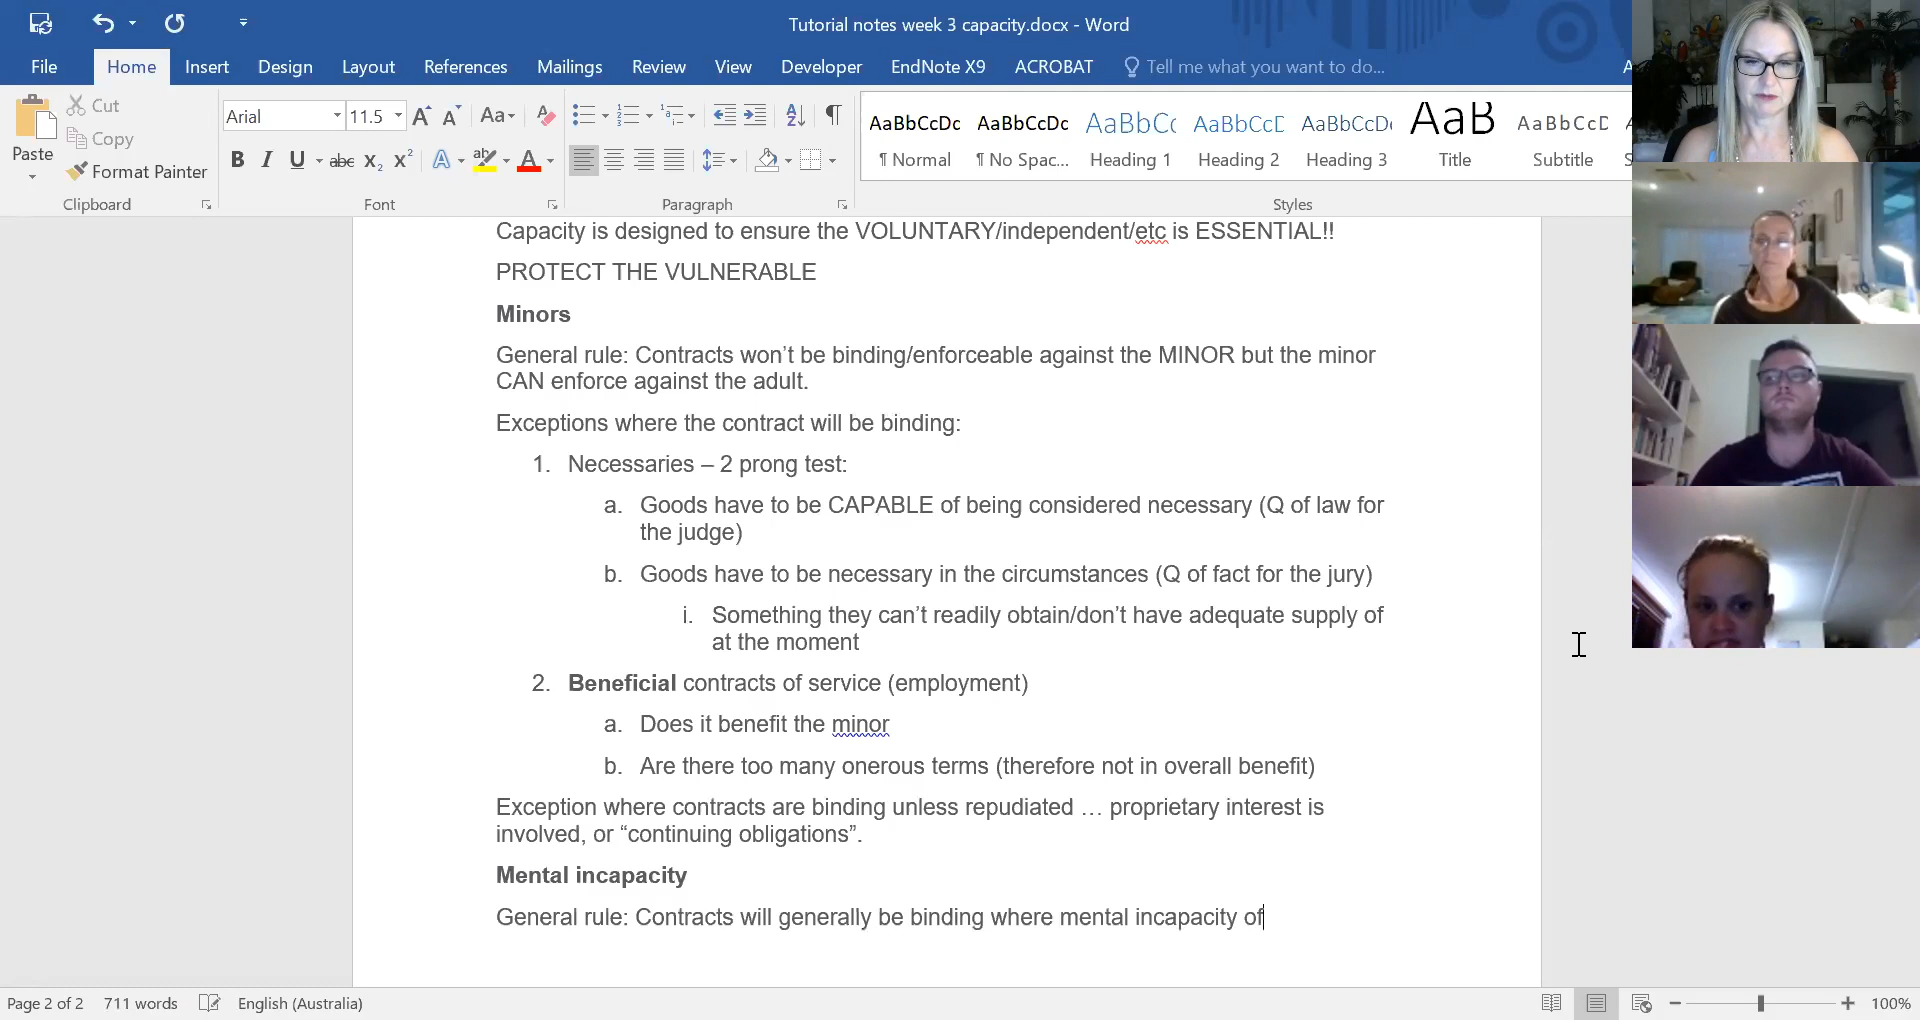 Tutorial notes week 3 capacity.docx - Word
File Home Insert Design Layout References Mailings Review View Developer EndNote X9 ACROBAT Tell me what you want to do...
Paste
Cut
Copy
Format Painter
Clipboard
Arial 11.5
Font
Paragraph
AaBbCcDc AaBbCcDc AaBbCc AaBbCcD AaBbCcDc AaB AaBbCcD
¶ Normal ¶ No Spac... Heading 1 Heading 2 Heading 3 Title Subtitle
Styles
Capacity is designed to ensure the VOLUNTARY/independent/etc is ESSENTIAL!!
PROTECT THE VULNERABLE
Minors
General rule: Contracts won’t be binding/enforceable against the MINOR but the minor
CAN enforce against the adult.
Exceptions where the contract will be binding:
1. Necessaries – 2 prong test:
a. Goods have to be CAPABLE of being considered necessary (Q of law for
the judge)
b. Goods have to be necessary in the circumstances (Q of fact for the jury)
i. Something they can’t readily obtain/don’t have adequate supply of
at the moment
2. Beneficial contracts of service (employment)
a. Does it benefit the minor
b. Are there too many onerous terms (therefore not in overall benefit)
Exception where contracts are binding unless repudiated … proprietary interest is
involved, or “continuing obligations”.
Mental incapacity
General rule: Contracts will generally be binding where mental incapacity of
Page 2 of 2 711 words English (Australia) 100%